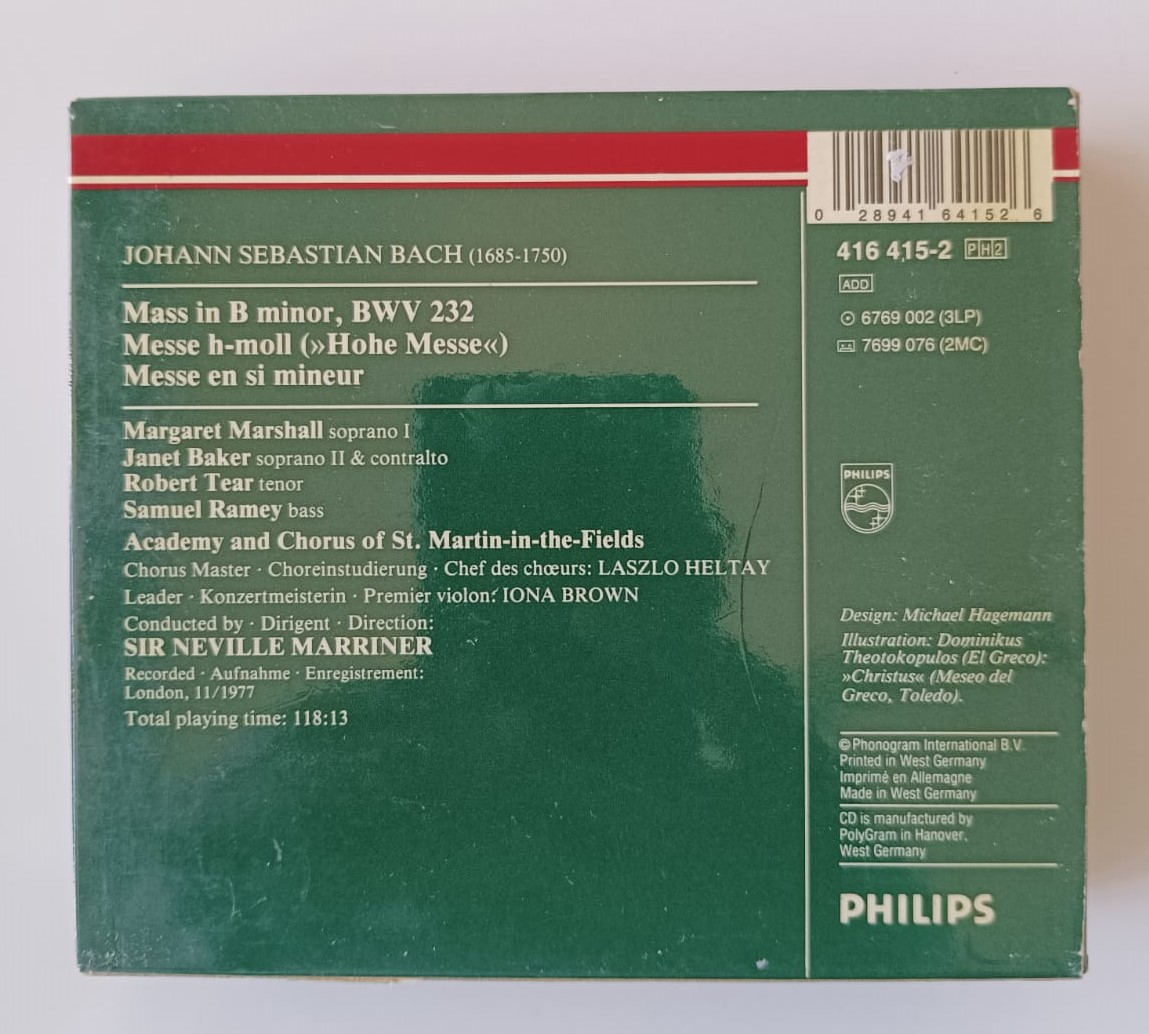 JOHANN SEBASTIAN BACH (1685-1750)
Mass in B minor, BWV 232
Messe h-moll (»Hohe Messe«)
Messe en si mineur
Margaret Marshall soprano I
Janet Baker soprano II & contralto
Robert Tear tenor
Samuel Ramey bass
Academy and Chorus of St. Martin-in-the-Fields
Chorus Master · Choreinstudierung · Chef des chœurs: LASZLO HELTAY
Leader · Konzertmeisterin · Premier violon: IONA BROWN
Conducted by · Dirigent · Direction:
SIR NEVILLE MARRINER
Recorded · Aufnahme · Enregistrement:
London, 11/1977
Total playing time: 118:13
0 28941 64152 6
416 415-2 PH2
ADD
6769 002 (3LP)
7699 076 (2MC)
PHILIPS
Design: Michael Hagemann
Illustration: Dominikus
Theotokopulos (El Greco):
»Christus« (Meseo del
Greco, Toledo).
© Phonogram International B.V.
Printed in West Germany
Imprimé en Allemagne
Made in West Germany
CD is manufactured by
PolyGram in Hanover,
West Germany
PHILIPS